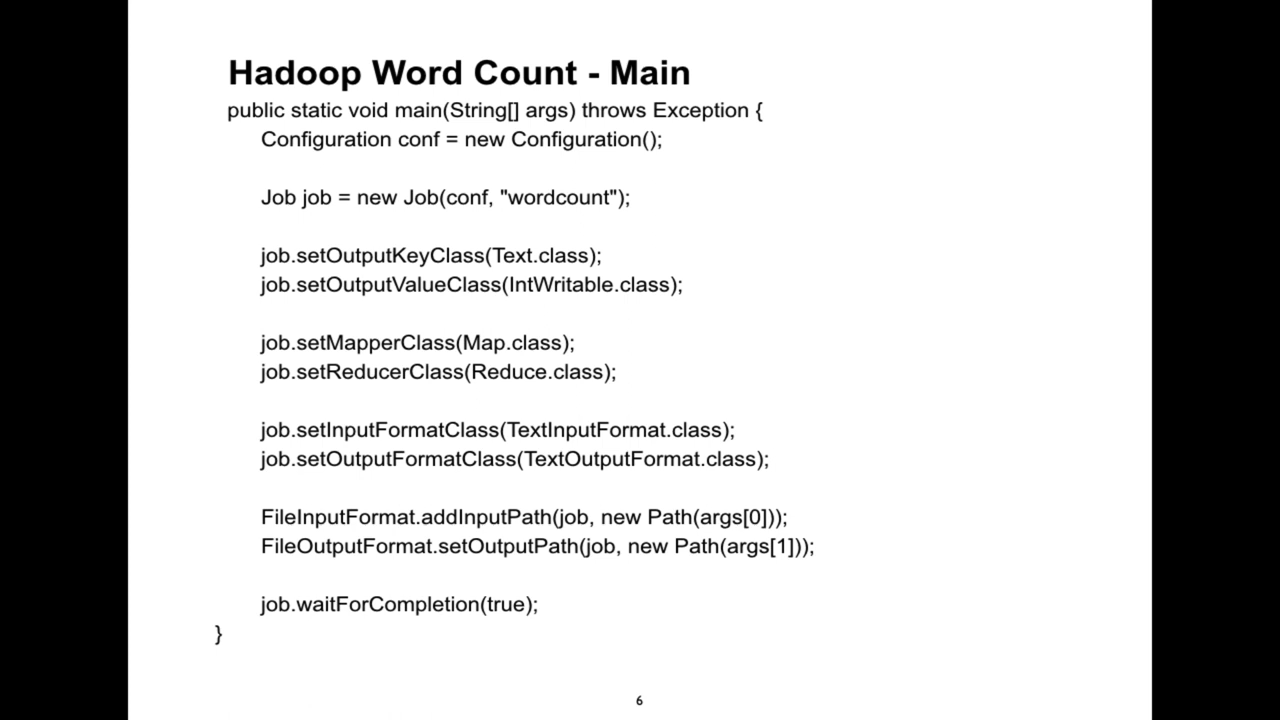 Hadoop Word Count - Main
public static void main(String[] args) throws Exception {
Configuration conf = new Configuration();
Job job = new Job(conf, "wordcount");
job.setOutputKeyClass(Text.class);
job.setOutputValueClass(IntWritable.class);
job.setMapperClass(Map.class);
job.setReducerClass(Reduce.class);
job.setInputFormatClass(TextInputFormat.class);
job.setOutputFormatClass(TextOutputFormat.class);
FileInputFormat.addInputPath(job, new Path(args[0]));
FileOutputFormat.setOutputPath(job, new Path(args[1]));
job.waitForCompletion(true);
}
6